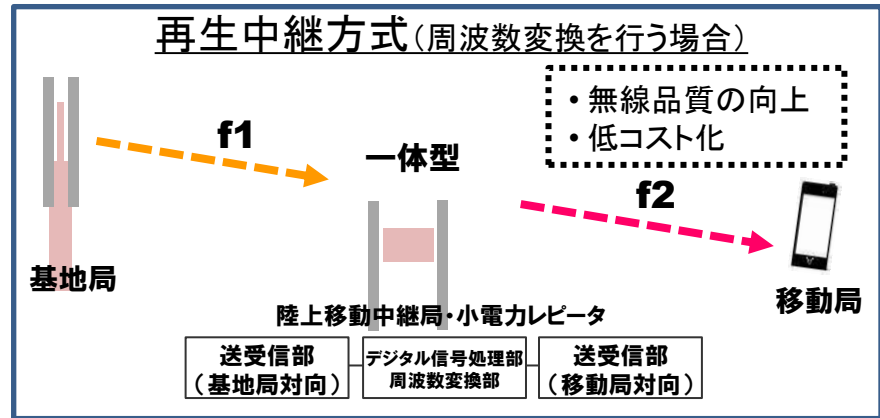 再生中継方式(周波数変換を行う場合)
・無線品質の向上
・低コスト化
f1
一体型
f2
基地局
移動局
陸上移動中継局・小電力レピータ
送受信部
(基地局対向)
デジタル信号処理部
周波数変換部
送受信部
(移動局対向)